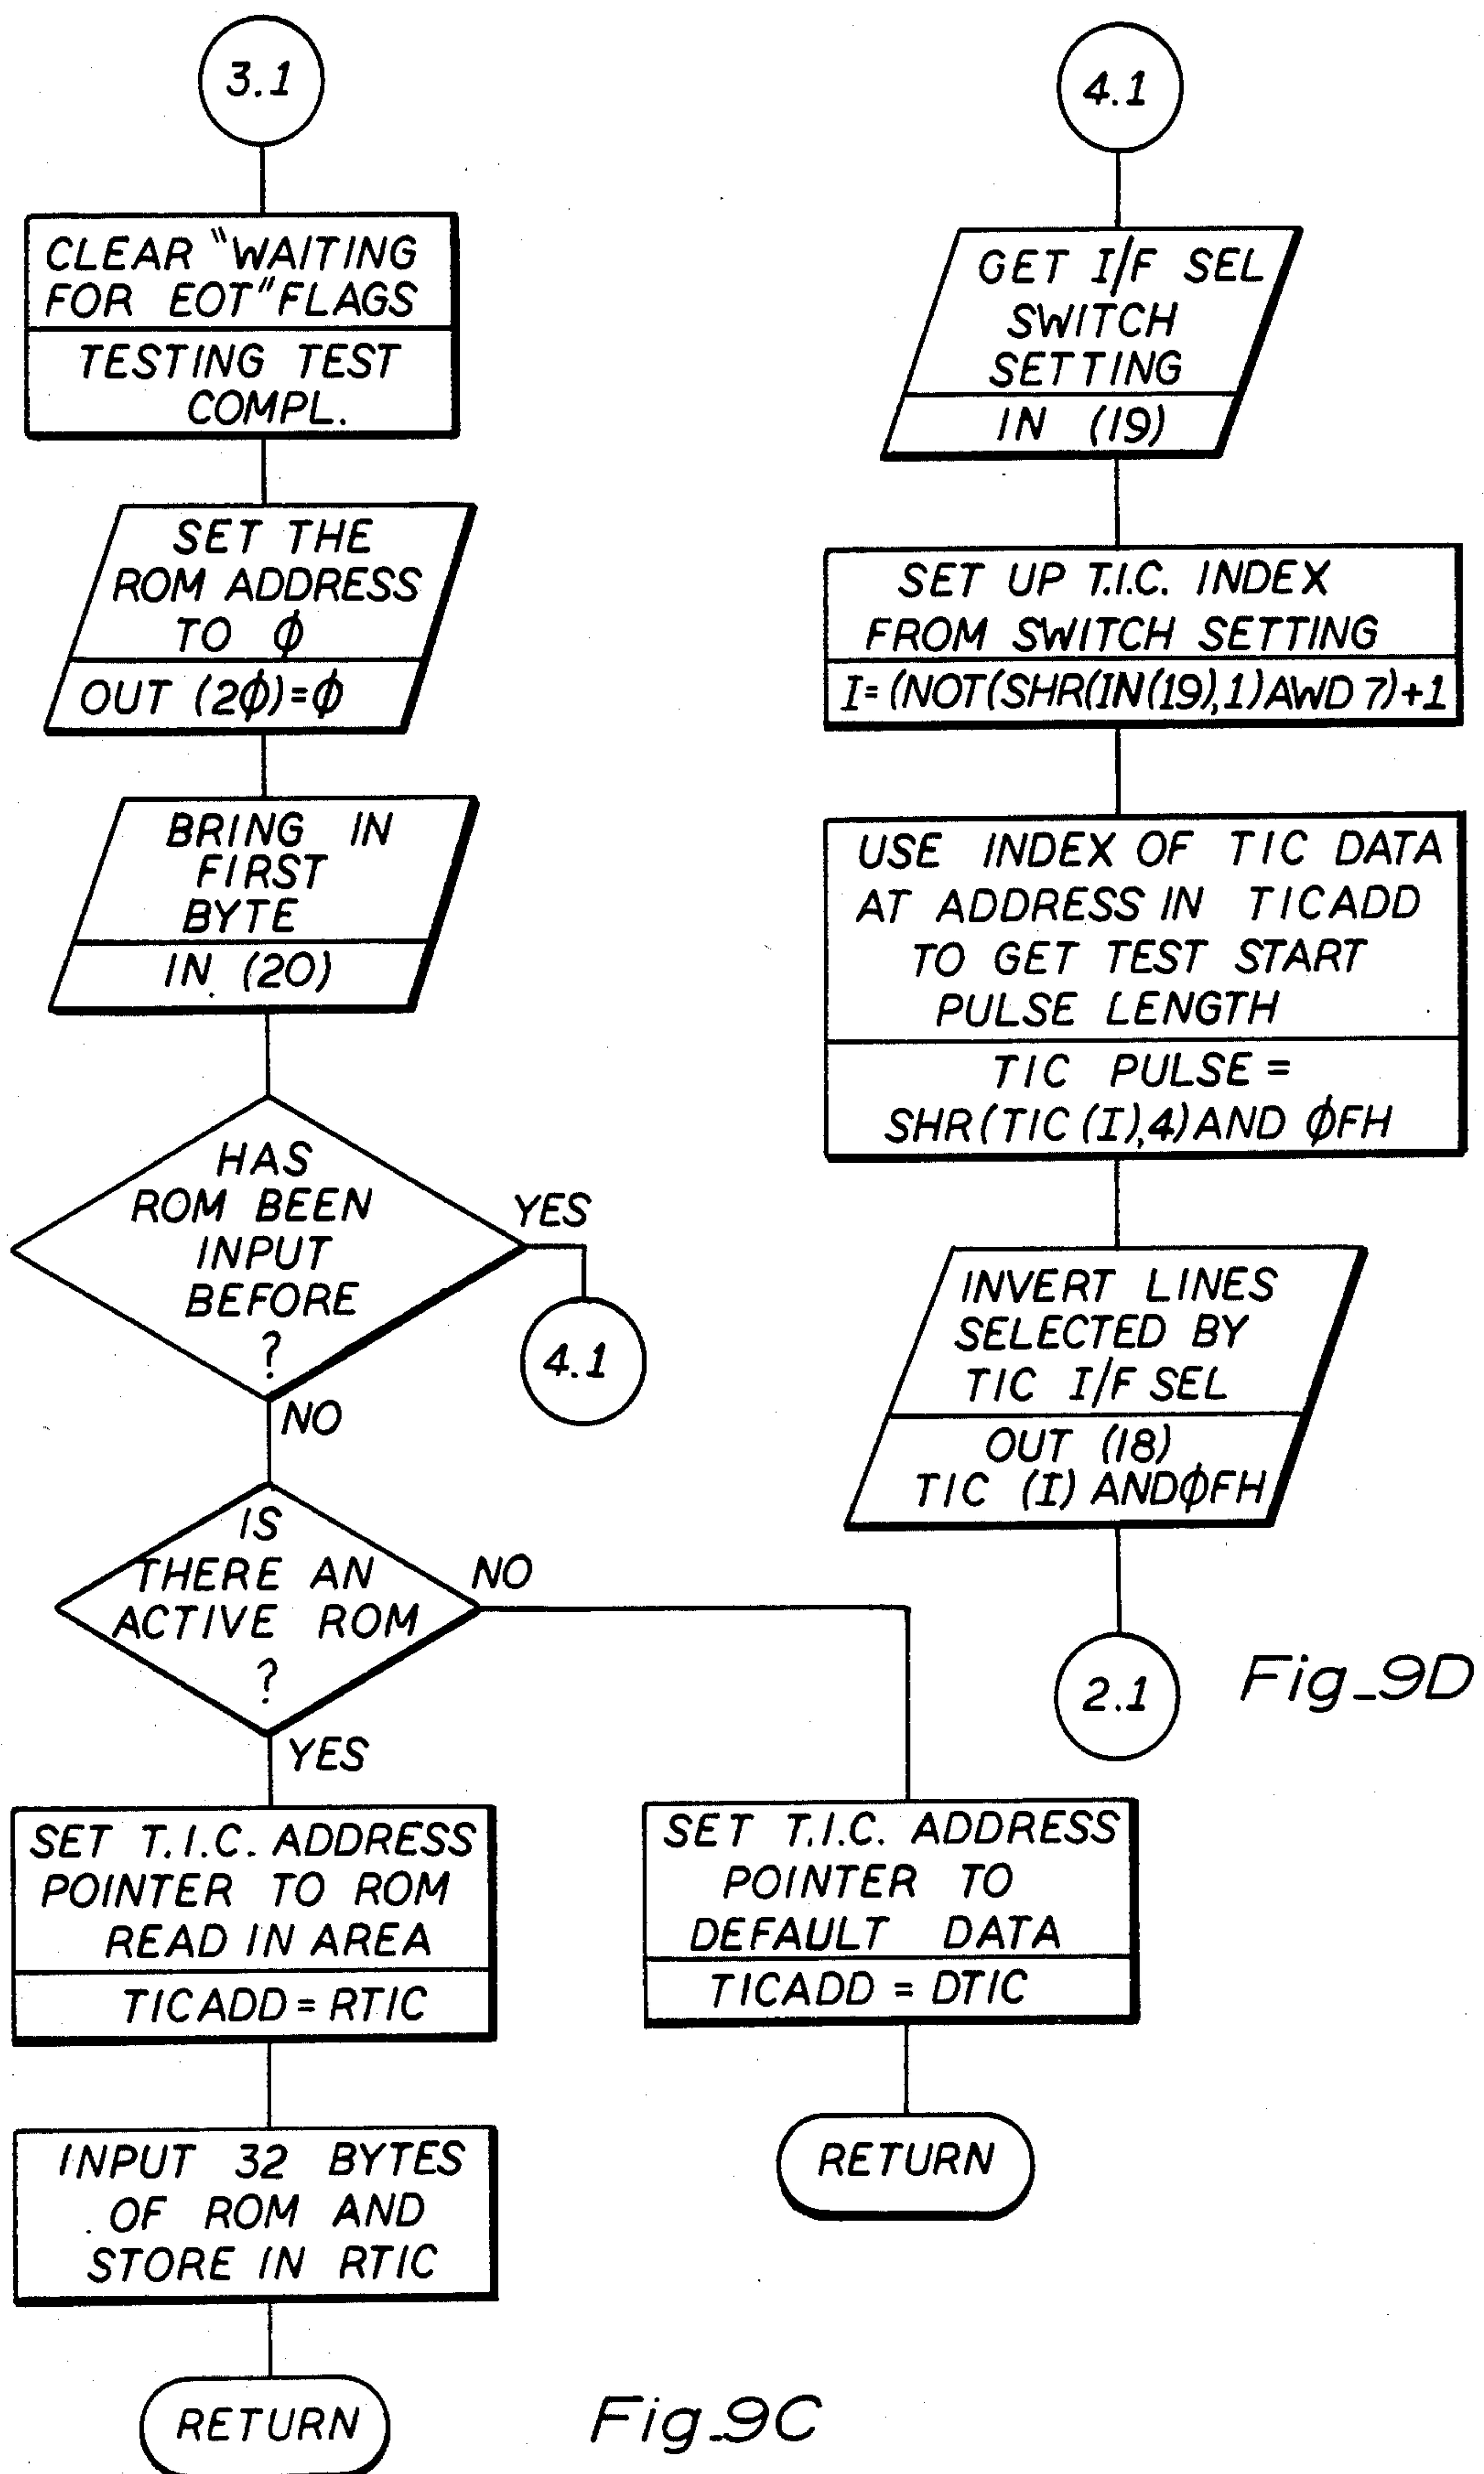 3.1
CLEAR "WAITING
FOR EOT" FLAGS
TESTING TEST
COMPL.
SET THE
ROM ADDRESS
TO ϕ
OUT (2ϕ)=ϕ
BRING IN
FIRST
BYTE
IN (20)
HAS
ROM BEEN
INPUT
BEFORE
?
YES
4.1
NO
IS
THERE AN
ACTIVE ROM
?
NO
YES
SET T.I.C. ADDRESS
POINTER TO ROM
READ IN AREA
TICADD = RTIC
INPUT 32 BYTES
OF ROM AND
STORE IN RTIC
RETURN
SET T.I.C. ADDRESS
POINTER TO
DEFAULT DATA
TICADD = DTIC
RETURN
Fig_9C
4.1
GET I/F SEL
SWITCH
SETTING
IN (19)
SET UP T.I.C. INDEX
FROM SWITCH SETTING
I=(NOT(SHR(IN(19),1)AWD 7)+1
USE INDEX OF TIC DATA
AT ADDRESS IN TICADD
TO GET TEST START
PULSE LENGTH
TIC PULSE =
SHR(TIC (I),4)AND ϕFH
INVERT LINES
SELECTED BY
TIC I/F SEL
OUT (18)
TIC (I) ANDϕFH
2.1
Fig_9D